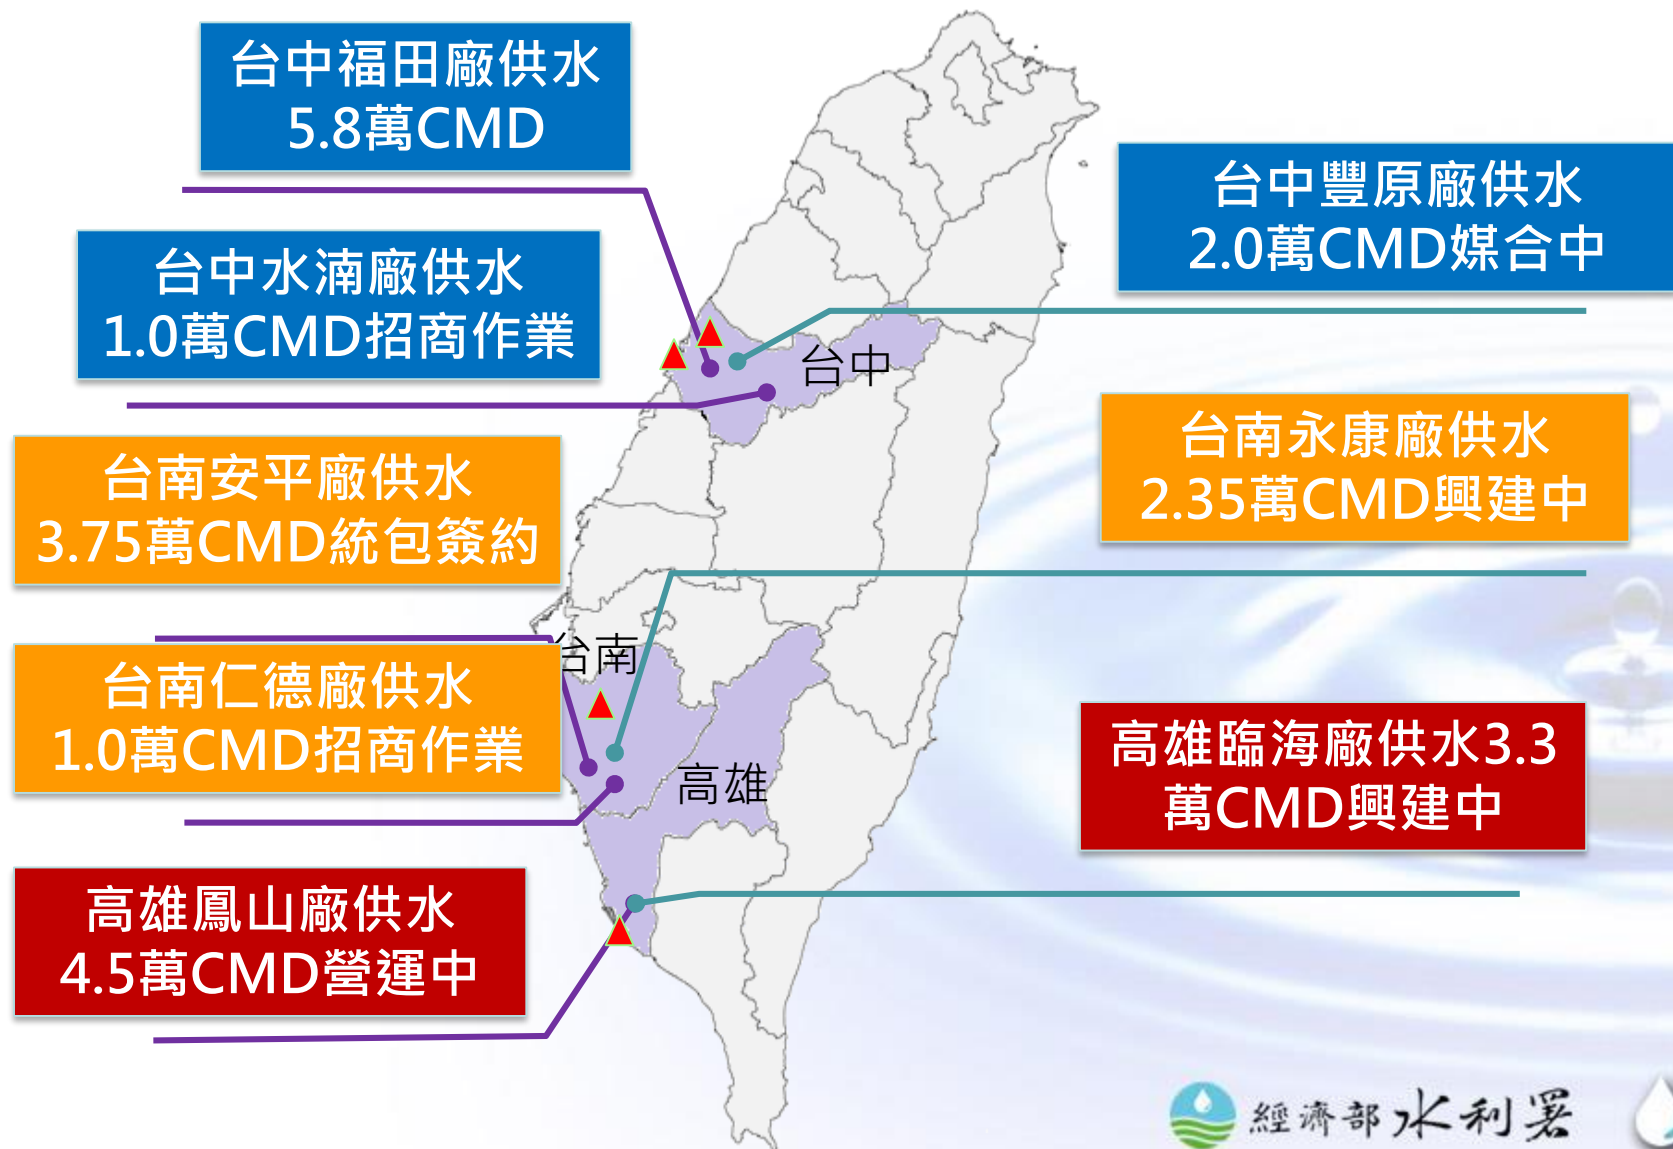 台中福田廠供水
5.8萬CMD
台中豐原廠供水
2.0萬CMD媒合中
台中水湳廠供水
1.0萬CMD招商作業
台中
台南永康廠供水
2.35萬CMD興建中
台南安平廠供水
3.75萬CMD統包簽約
台南
台南仁德廠供水
1.0萬CMD招商作業
高雄
高雄臨海廠供水3.3
萬CMD興建中
高雄鳳山廠供水
4.5萬CMD營運中
經濟部水利署